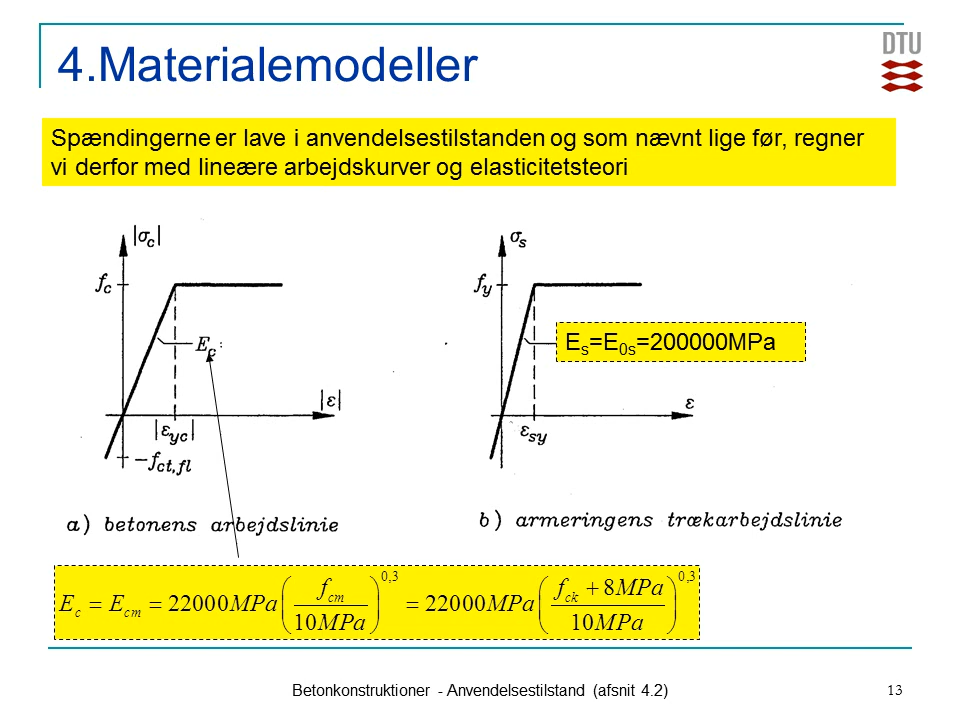 4.Materialemodeller
DTU
Spændingerne er lave i anvendelsestilstanden og som nævnt lige før, regner
vi derfor med lineære arbejdskurver og elasticitetsteori
|σc|
fc
Ec
|ε|
|εyc|
-fct,fl
a) betonens arbejdslinie
σs
fy
Es=E0s=200000MPa
ε
εsy
b) armeringens trækarbejdslinie
Ec = Ecm = 22000MPa (fcm / 10MPa)^0,3 = 22000MPa (fck + 8MPa / 10MPa)^0,3
Betonkonstruktioner - Anvendelsestilstand (afsnit 4.2)
13